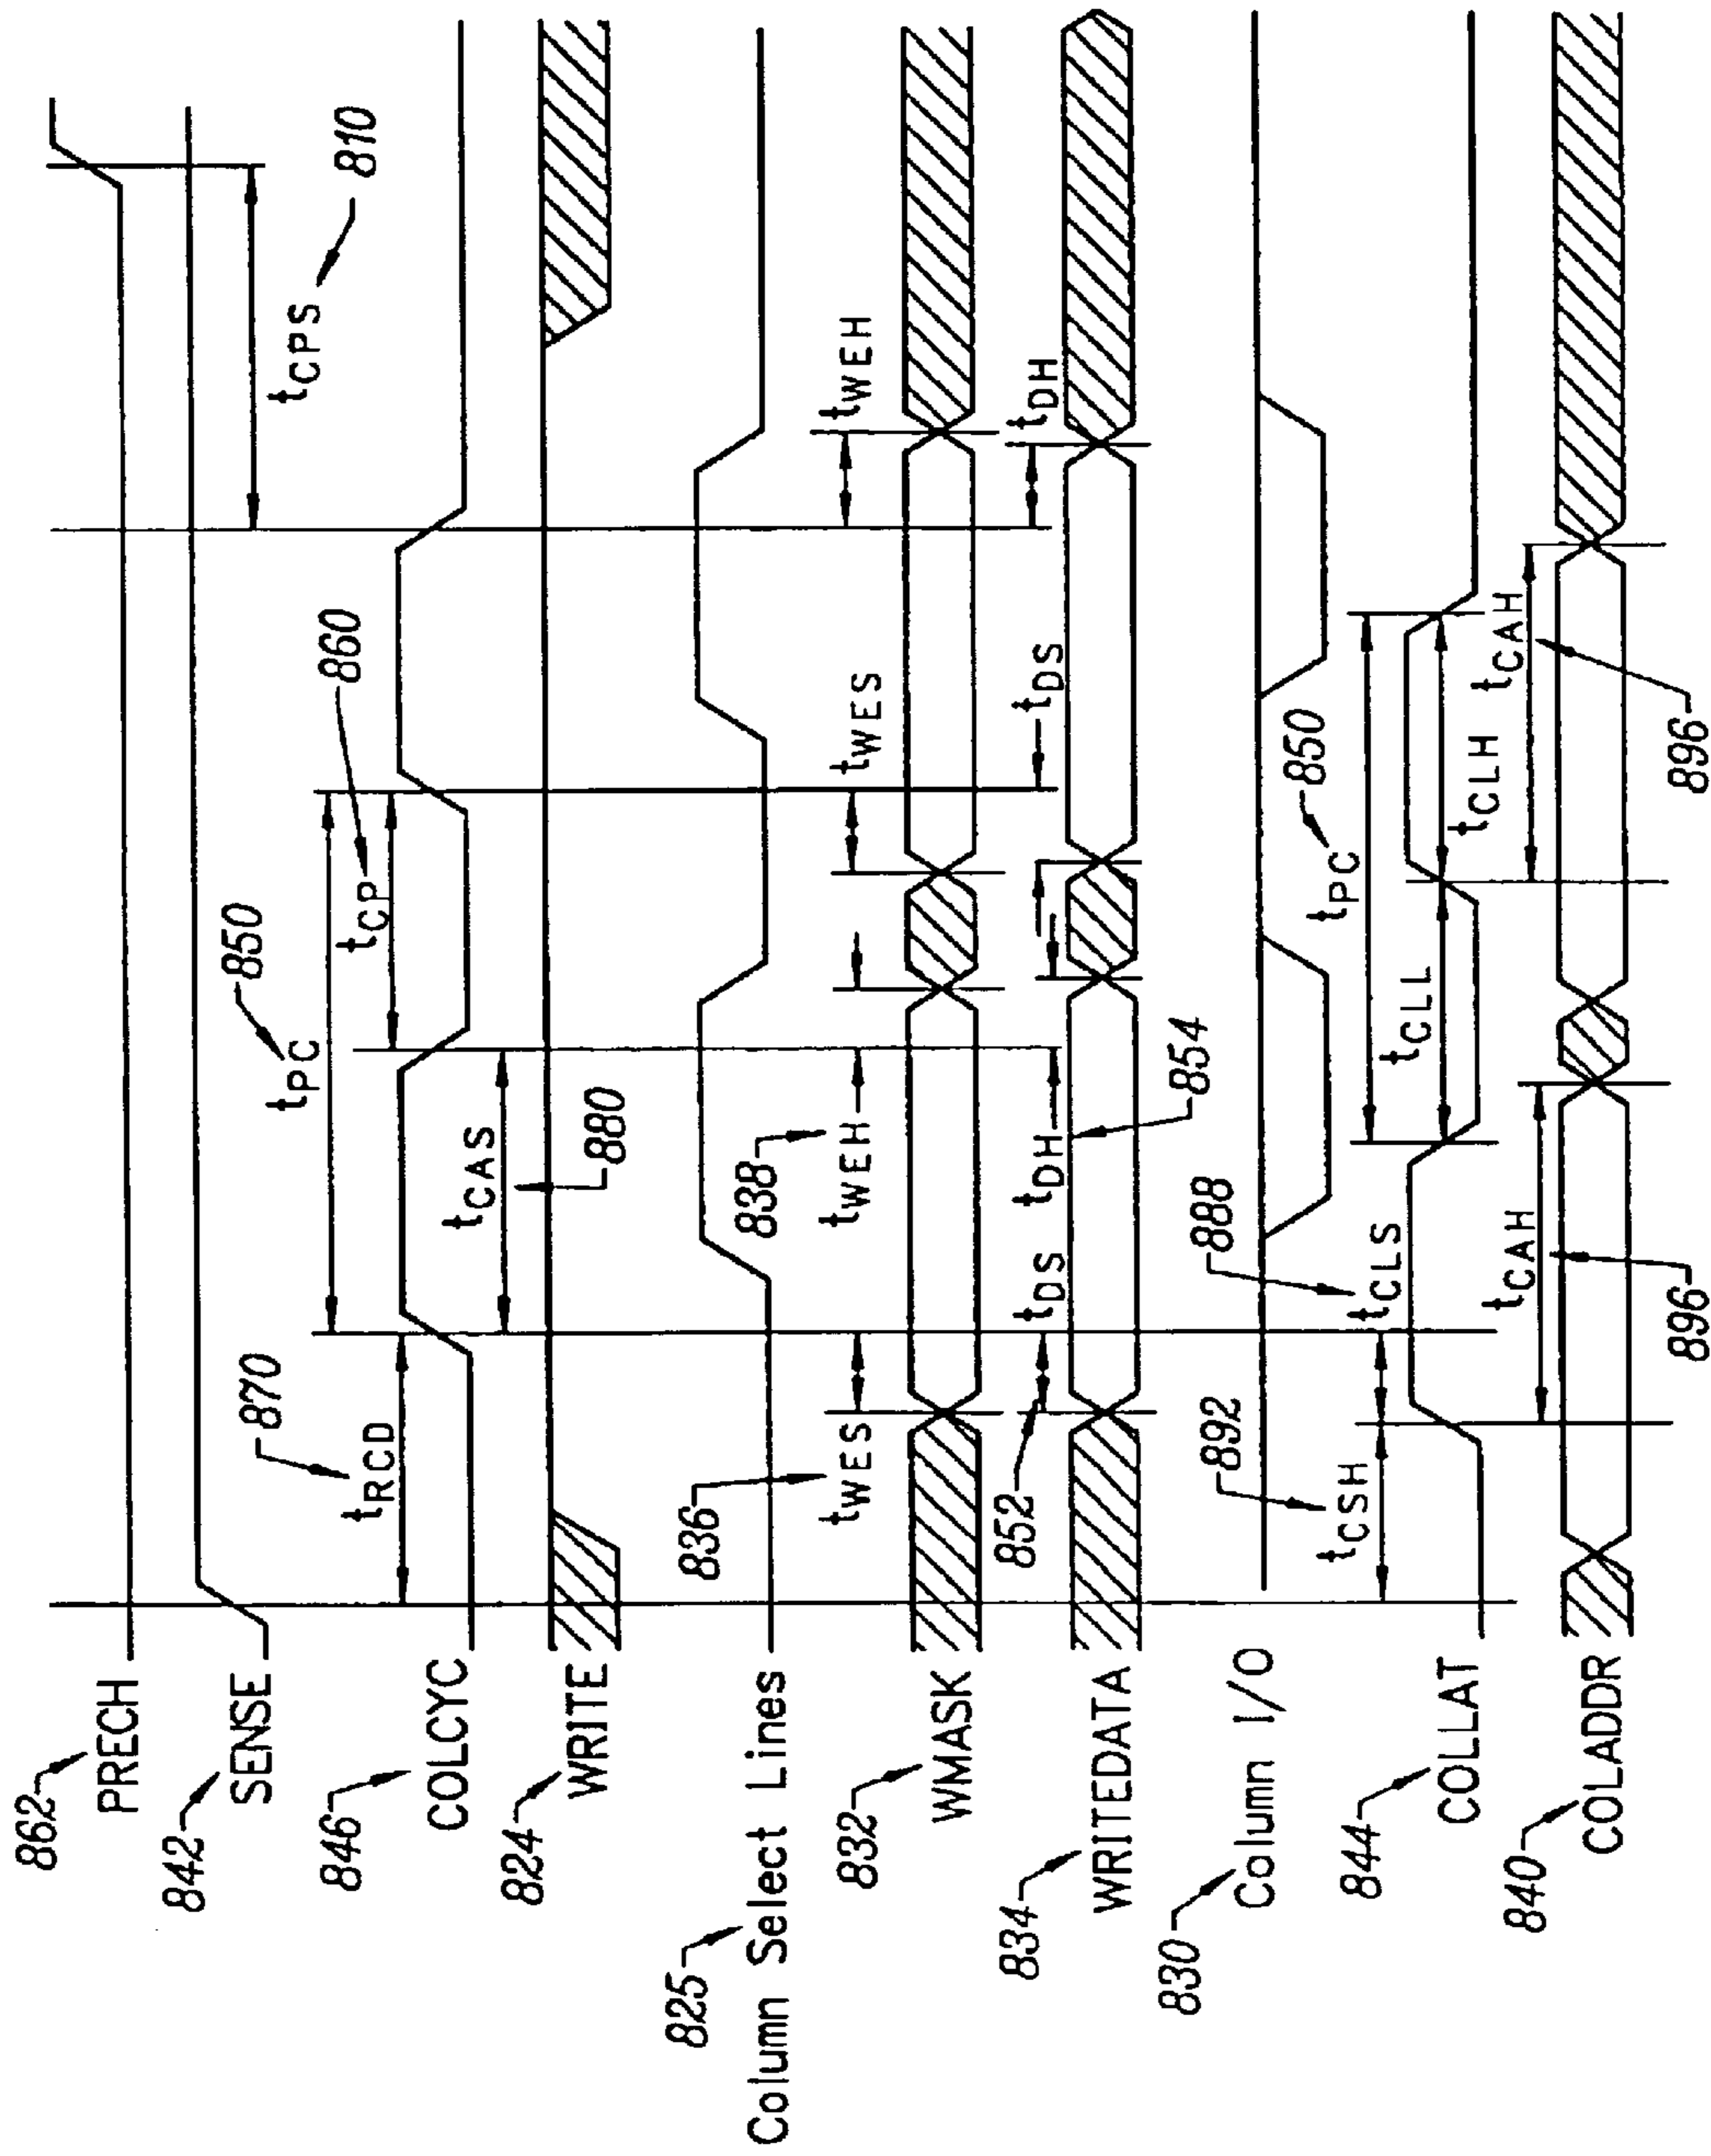 862
PRECH
842
SENSE
tCPS 810
846
COLCYC
tRCD 870
tPC 850
tCP 860
tCAS 880
824
WRITE
825
Column Select Lines
832
WMASK
836
tWES
838
tWEH
tWES
tWEH
834
WRITEDATA
852
tDS
tDH
854
tDS
tDH
830
Column I/O
844
COLLAT
892
tCSH
888
tCLS
tPC 850
tCLL
tCLH
840
COLADDR
tCAH
896
tCAH
896